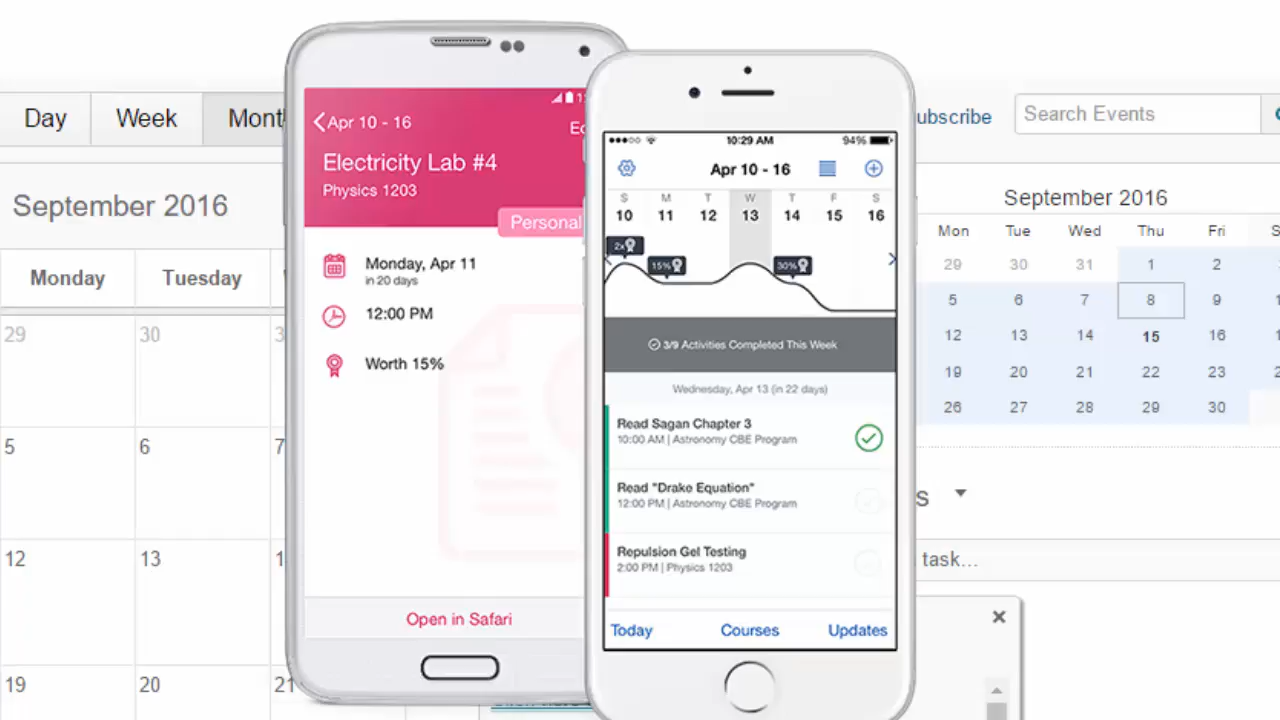 Day Week Month
September 2016
Monday Tuesday
29 30
5 6 7
12 13
19 20 21
Apr 10 - 16
Electricity Lab #4
Physics 1203
Personal
Monday, Apr 11
in 20 days
12:00 PM
Worth 15%
Open in Safari
10:29 AM 94%
Apr 10 - 16
S M T W T F S
10 11 12 13 14 15 16
2x
15%
30%
3/9 Activities Completed This Week
Wednesday, Apr 13 (in 22 days)
Read Sagan Chapter 3
10:00 AM | Astronomy CBE Program
Read "Drake Equation"
12:00 PM | Astronomy CBE Program
Repulsion Gel Testing
2:00 PM | Physics 1203
Today Courses Updates
ubscribe
Search Events
September 2016
Mon Tue Wed Thu Fri
29 30 31 1 2
5 6 7 8 9
12 13 14 15 16
19 20 21 22 23
26 27 28 29 30
s
task...